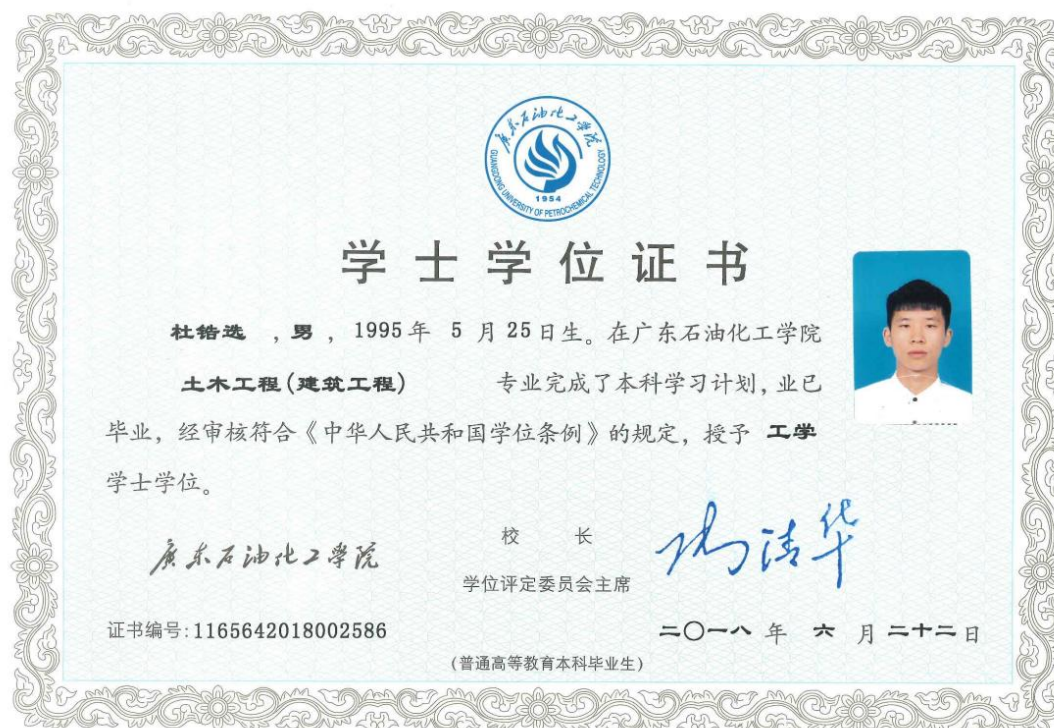 广东石油化工学院
GUANGDONG UNIVERSITY OF PETROCHEMICAL TECHNOLOGY
1954
学士学位证书
杜锆选 ，男，1995年 5 月25日生。在广东石油化工学院
土木工程(建筑工程) 专业完成了本科学习计划，业已
毕业，经审核符合《中华人民共和国学位条例》的规定，授予 工学
学士学位。
广东石油化工学院
校 长
学位评定委员会主席
证书编号:1165642018002586
二〇一八 年 六 月 二十二 日
(普通高等教育本科毕业生)